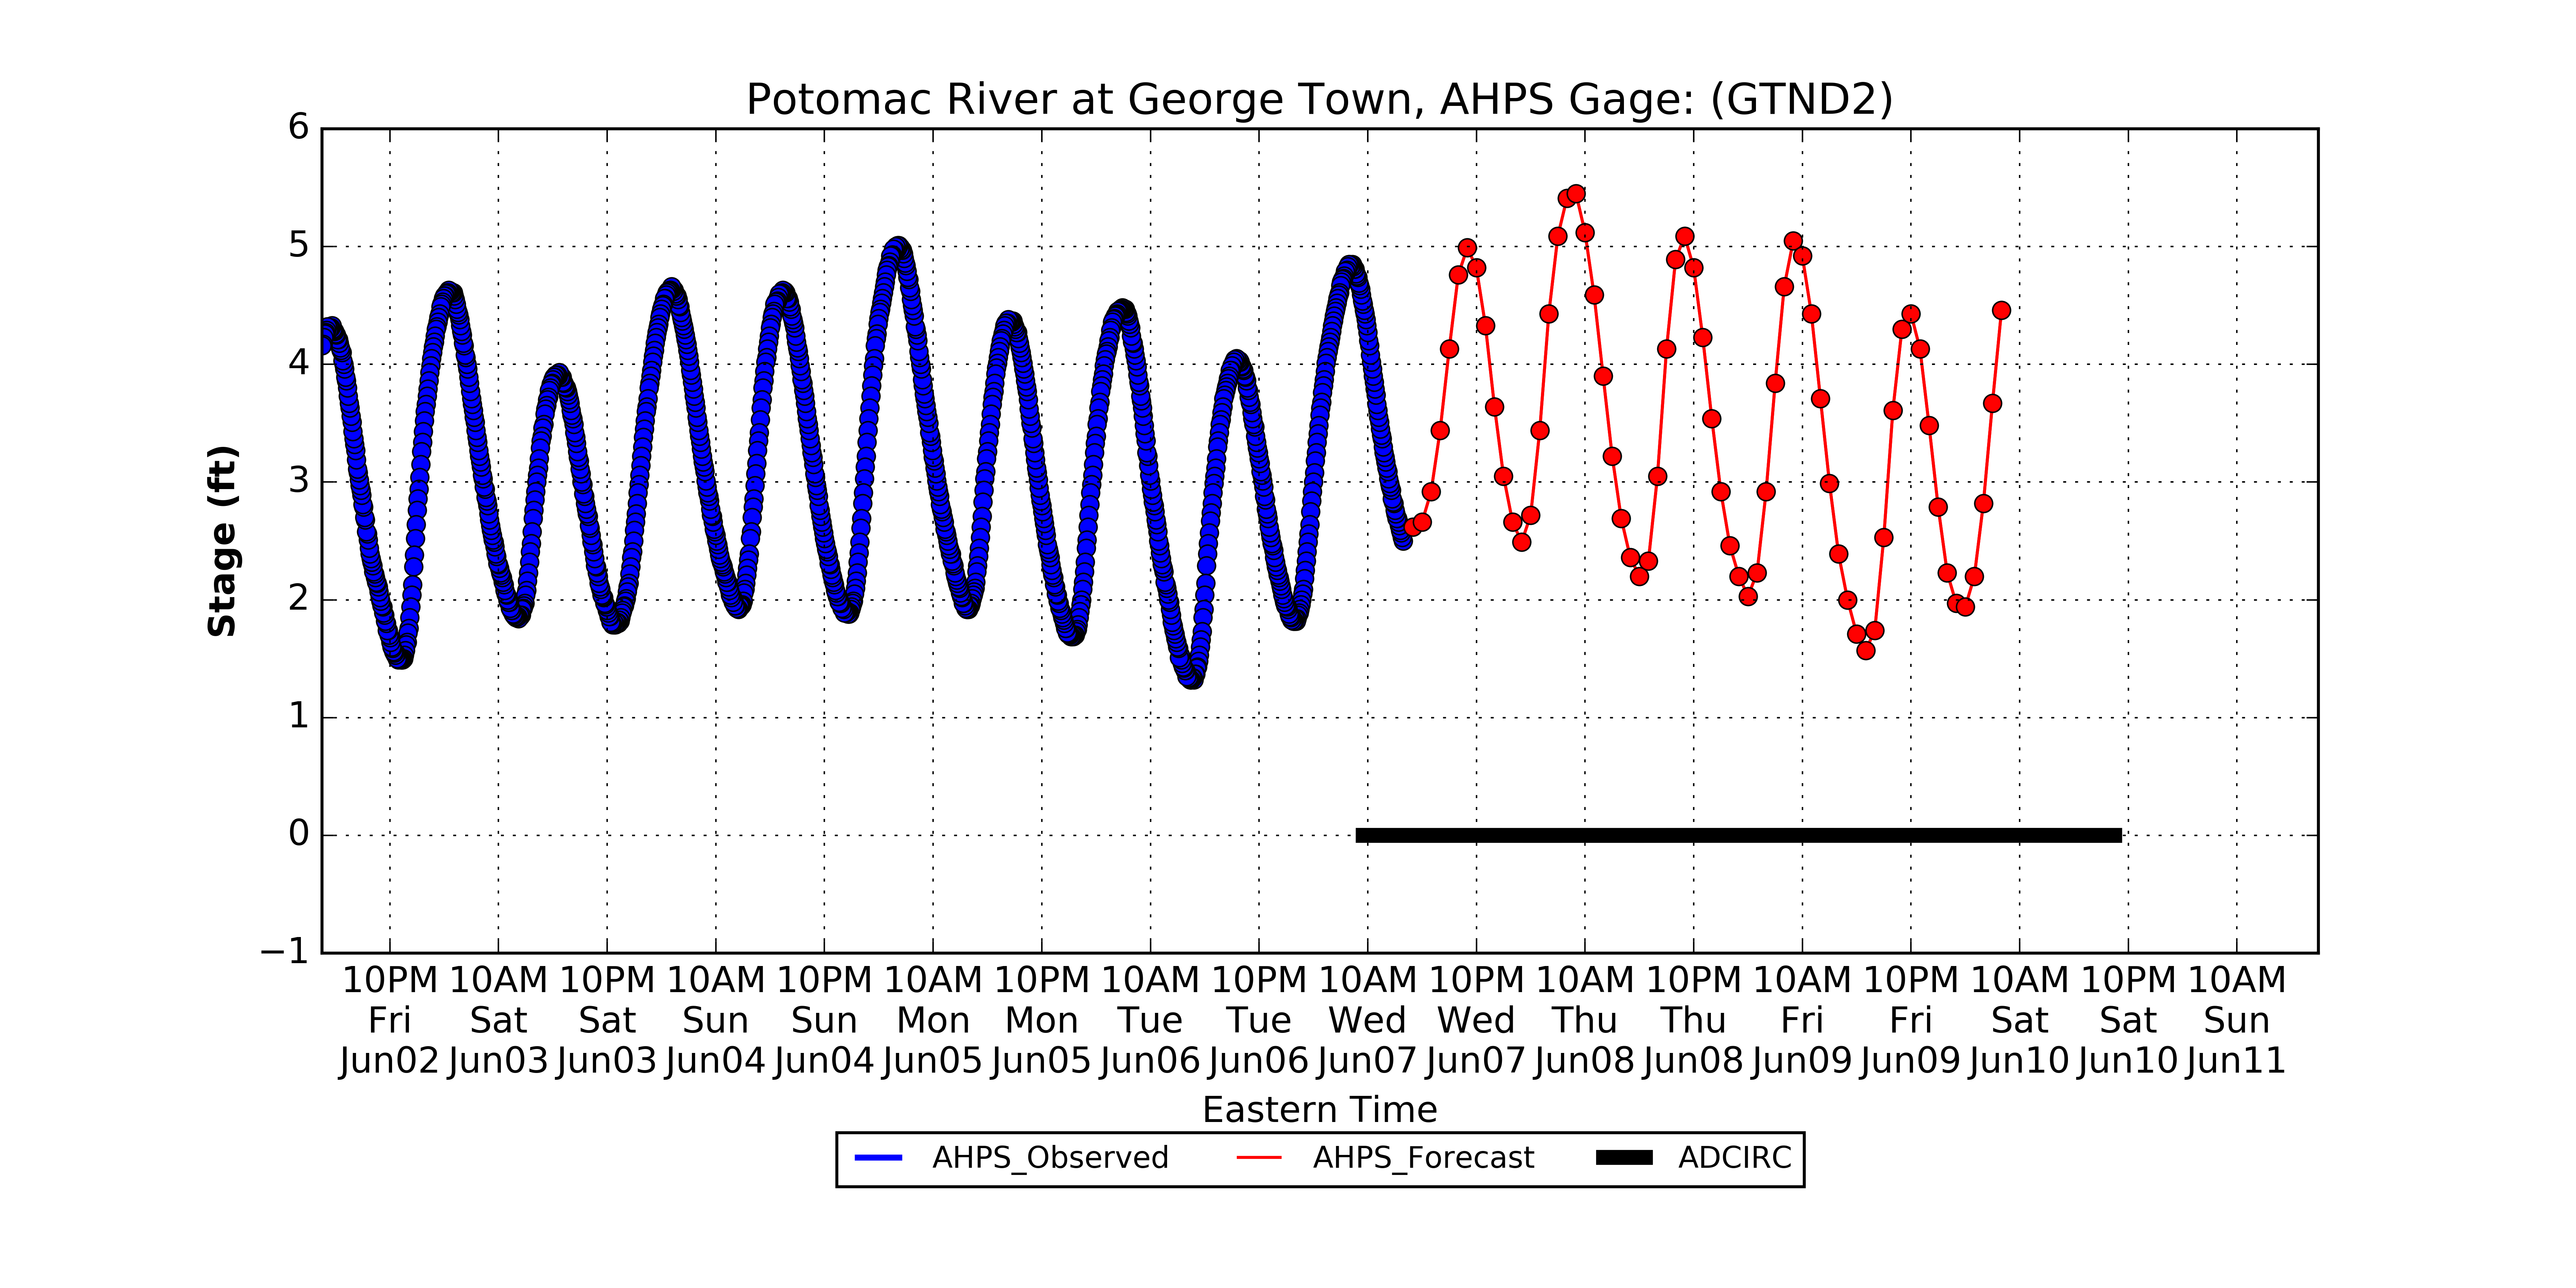 Potomac River at George Town, AHPS Gage: (GTND2)
6
5
4
3
2
1
0
−1
Stage (ft)
10PM 10AM 10PM 10AM 10PM 10AM 10PM 10AM 10PM 10AM 10PM 10AM 10PM 10AM 10PM 10AM 10PM 10AM
Fri Sat Sat Sun Sun Mon Mon Tue Tue Wed Wed Thu Thu Fri Fri Sat Sat Sun
Jun02 Jun03 Jun03 Jun04 Jun04 Jun05 Jun05 Jun06 Jun06 Jun07 Jun07 Jun08 Jun08 Jun09 Jun09 Jun10 Jun10 Jun11
Eastern Time
AHPS_Observed AHPS_Forecast ADCIRC